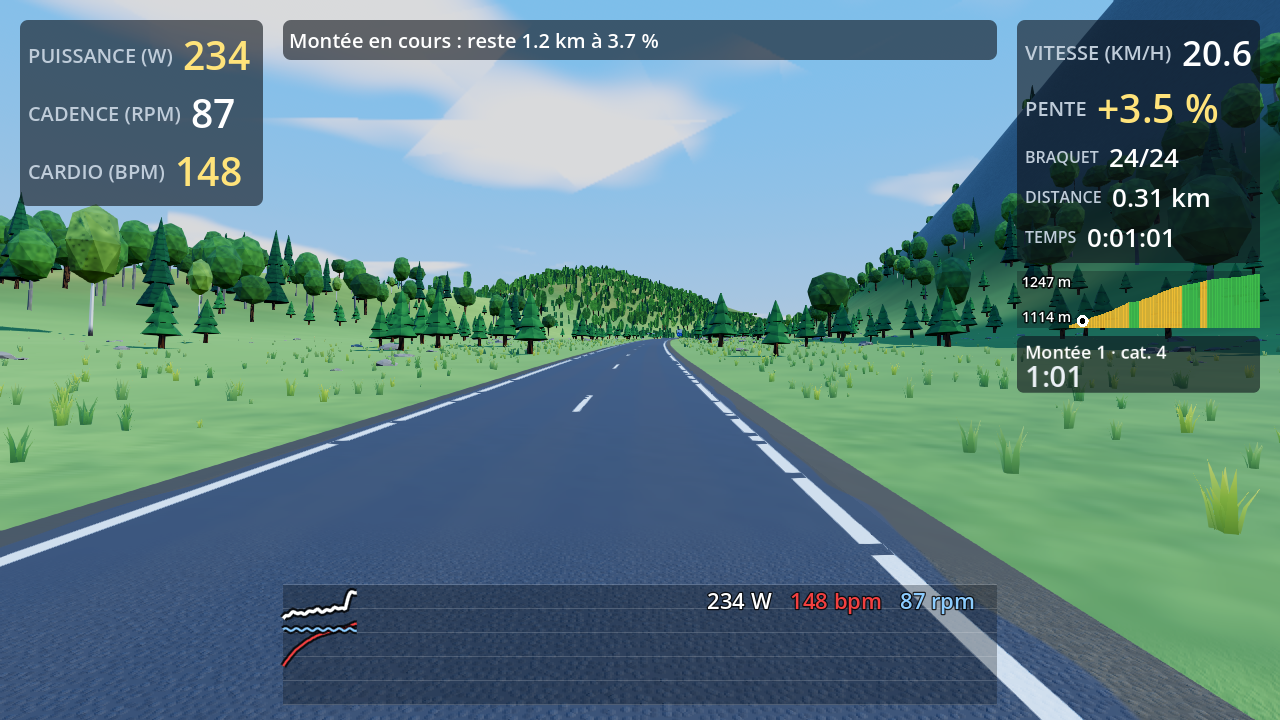 PUISSANCE (W) 234
CADENCE (RPM) 87
CARDIO (BPM) 148
Montée en cours : reste 1.2 km à 3.7 %
VITESSE (KM/H) 20.6
PENTE +3.5 %
BRAQUET 24/24
DISTANCE 0.31 km
TEMPS 0:01:01
1247 m
1114 m
Montée 1 · cat. 4
1:01
234 W 148 bpm 87 rpm